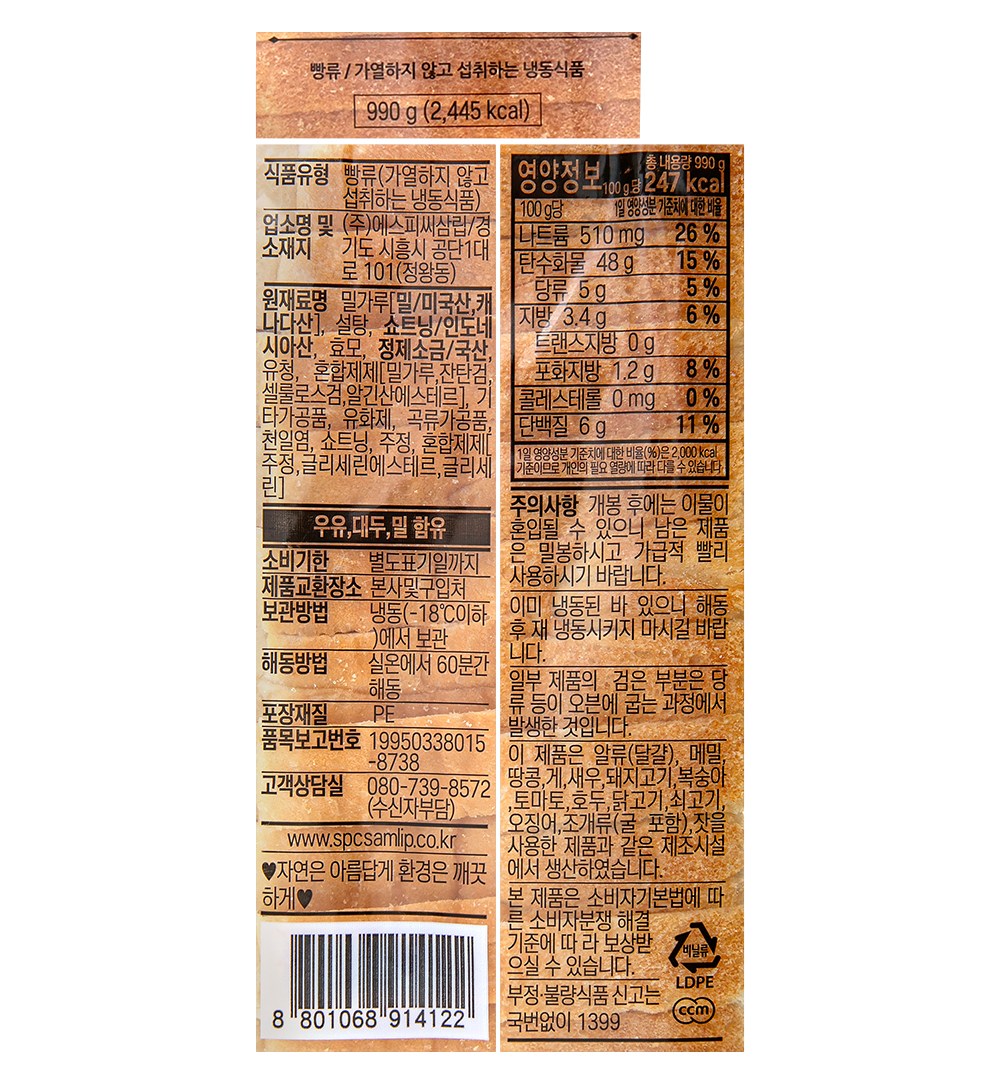 빵류 / 가열하지 않고 섭취하는 냉동식품
990 g (2,445 kcal)
식품유형 빵류(가열하지 않고
섭취하는 냉동식품)
업소명 및 (주)에스피씨삼립/경
소재지 기도 시흥시 공단1대
로 101(정왕동)
원재료명 밀가루[밀/미국산,캐
나다산], 설탕, 쇼트닝/인도네
시아산, 효모, 정제소금/국산,
유정, 혼합제제[밀가루,잔탄검,
셀룰로스검,알긴산에스테르], 기
타가공품, 유화제, 곡류가공품,
천일염, 쇼트닝, 주정, 혼합제제[
주정,글리세린에스테르,글리세
린]
우유,대두,밀 함유
소비기한 별도표기일까지
제품교환장소 본사및구입처
보관방법 냉동(-18℃이하
)에서 보관
해동방법 실온에서 60분간
해동
포장재질 PE
품목보고번호 19950338015
-8738
고객상담실 080-739-8572
(수신자부담)
www.spcsamlip.co.kr
♥자연은 아름답게 환경은 깨끗
하게♥
8 801068 914122
영양정보 총 내용량 990 g
100 g당 247 kcal
100 g당 1일 영양성분 기준치에 대한 비율
나트륨 510 mg 26 %
탄수화물 48 g 15 %
당류 5 g 5 %
지방 3.4 g 6 %
트랜스지방 0 g
포화지방 1.2 g 8 %
콜레스테롤 0 mg 0 %
단백질 6 g 11 %
1일 영양성분 기준치에 대한 비율(%)은 2,000 kcal
기준이므로 개인의 필요 열량에 따라 다를 수 있습니다.
주의사항 개봉 후에는 이물이
혼입될 수 있으니 남은 제품
은 밀봉하시고 가급적 빨리
사용하시기 바랍니다.
이미 냉동된 바 있으니 해동
후 재 냉동시키지 마시길 바랍
니다.
일부 제품의 검은 부분은 당
류 등이 오븐에 굽는 과정에서
발생한 것입니다.
이 제품은 알류(달걀), 메밀,
땅콩,게,새우,돼지고기,복숭아
,토마토,호두,닭고기,쇠고기,
오징어,조개류(굴 포함),잣을
사용한 제품과 같은 제조시설
에서 생산하였습니다.
본 제품은 소비자기본법에 따
른 소비자분쟁 해결
기준에 따 라 보상받
으실 수 있습니다.
비닐류
LDPE
부정·불량식품 신고는
국번없이 1399
ccm